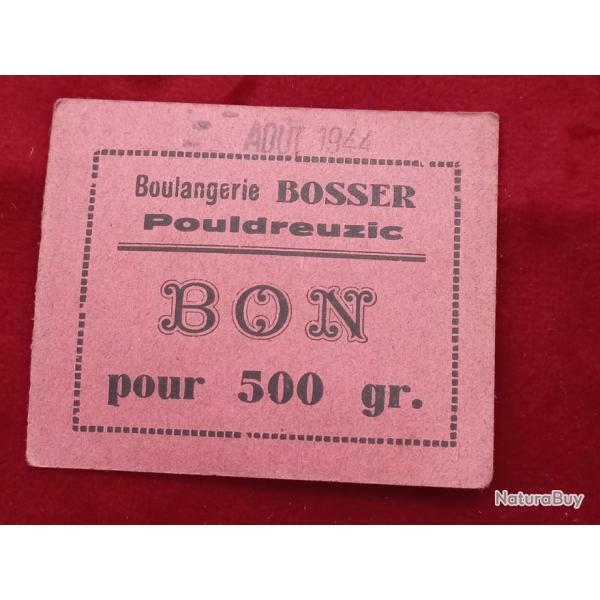 AOUT 1944
Boulangerie BOSSER
Pouldreuzic
BON
pour 500 gr.
NaturaBuy